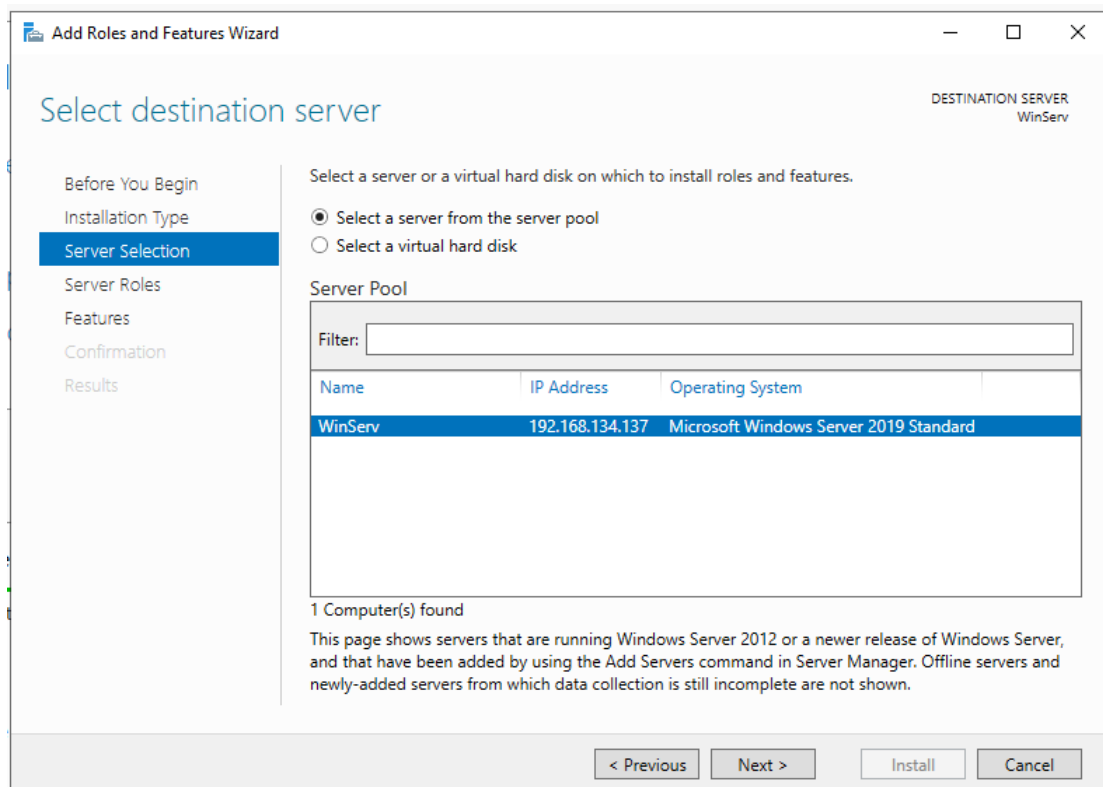 Add Roles and Features Wizard
Select destination server
DESTINATION SERVER
WinServ
Before You Begin
Installation Type
Server Selection
Server Roles
Features
Confirmation
Results
Select a server or a virtual hard disk on which to install roles and features.
Select a server from the server pool
Select a virtual hard disk
Server Pool
Filter:
Name IP Address Operating System
WinServ 192.168.134.137 Microsoft Windows Server 2019 Standard
1 Computer(s) found
This page shows servers that are running Windows Server 2012 or a newer release of Windows Server,
and that have been added by using the Add Servers command in Server Manager. Offline servers and
newly-added servers from which data collection is still incomplete are not shown.
< Previous Next > Install Cancel